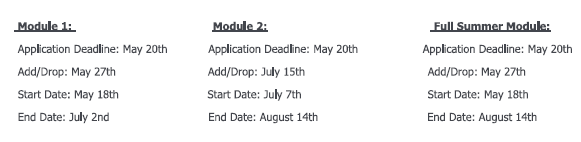 Module 1:
Application Deadline: May 20th
Add/Drop: May 27th
Start Date: May 18th
End Date: July 2nd
Module 2:
Application Deadline: May 20th
Add/Drop: July 15th
Start Date: July 7th
End Date: August 14th
Full Summer Module:
Application Deadline: May 20th
Add/Drop: May 27th
Start Date: May 18th
End Date: August 14th